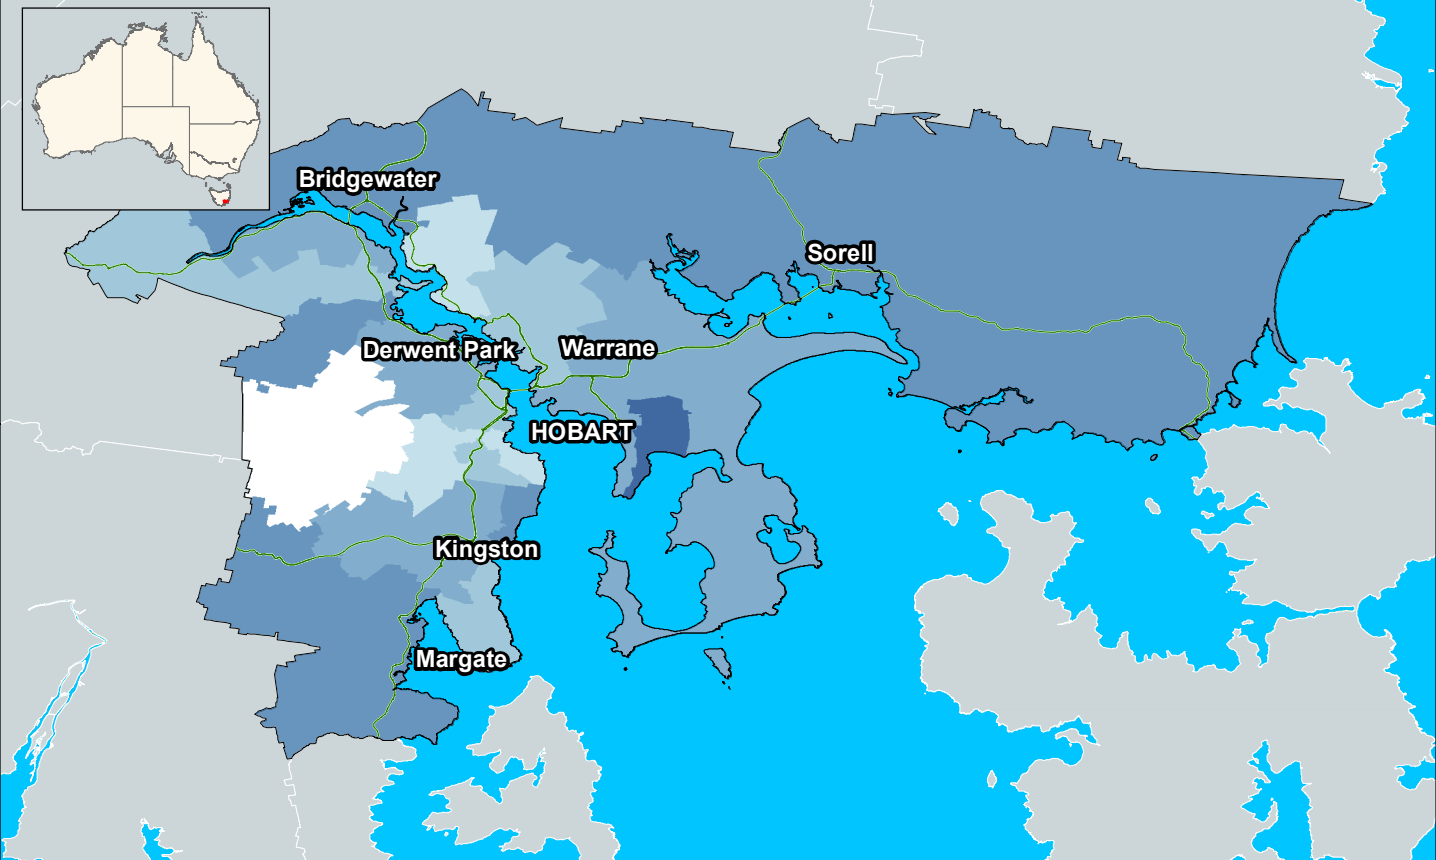 Bridgewater
Sorell
Derwent Park
Warrane
HOBART
Kingston
Margate